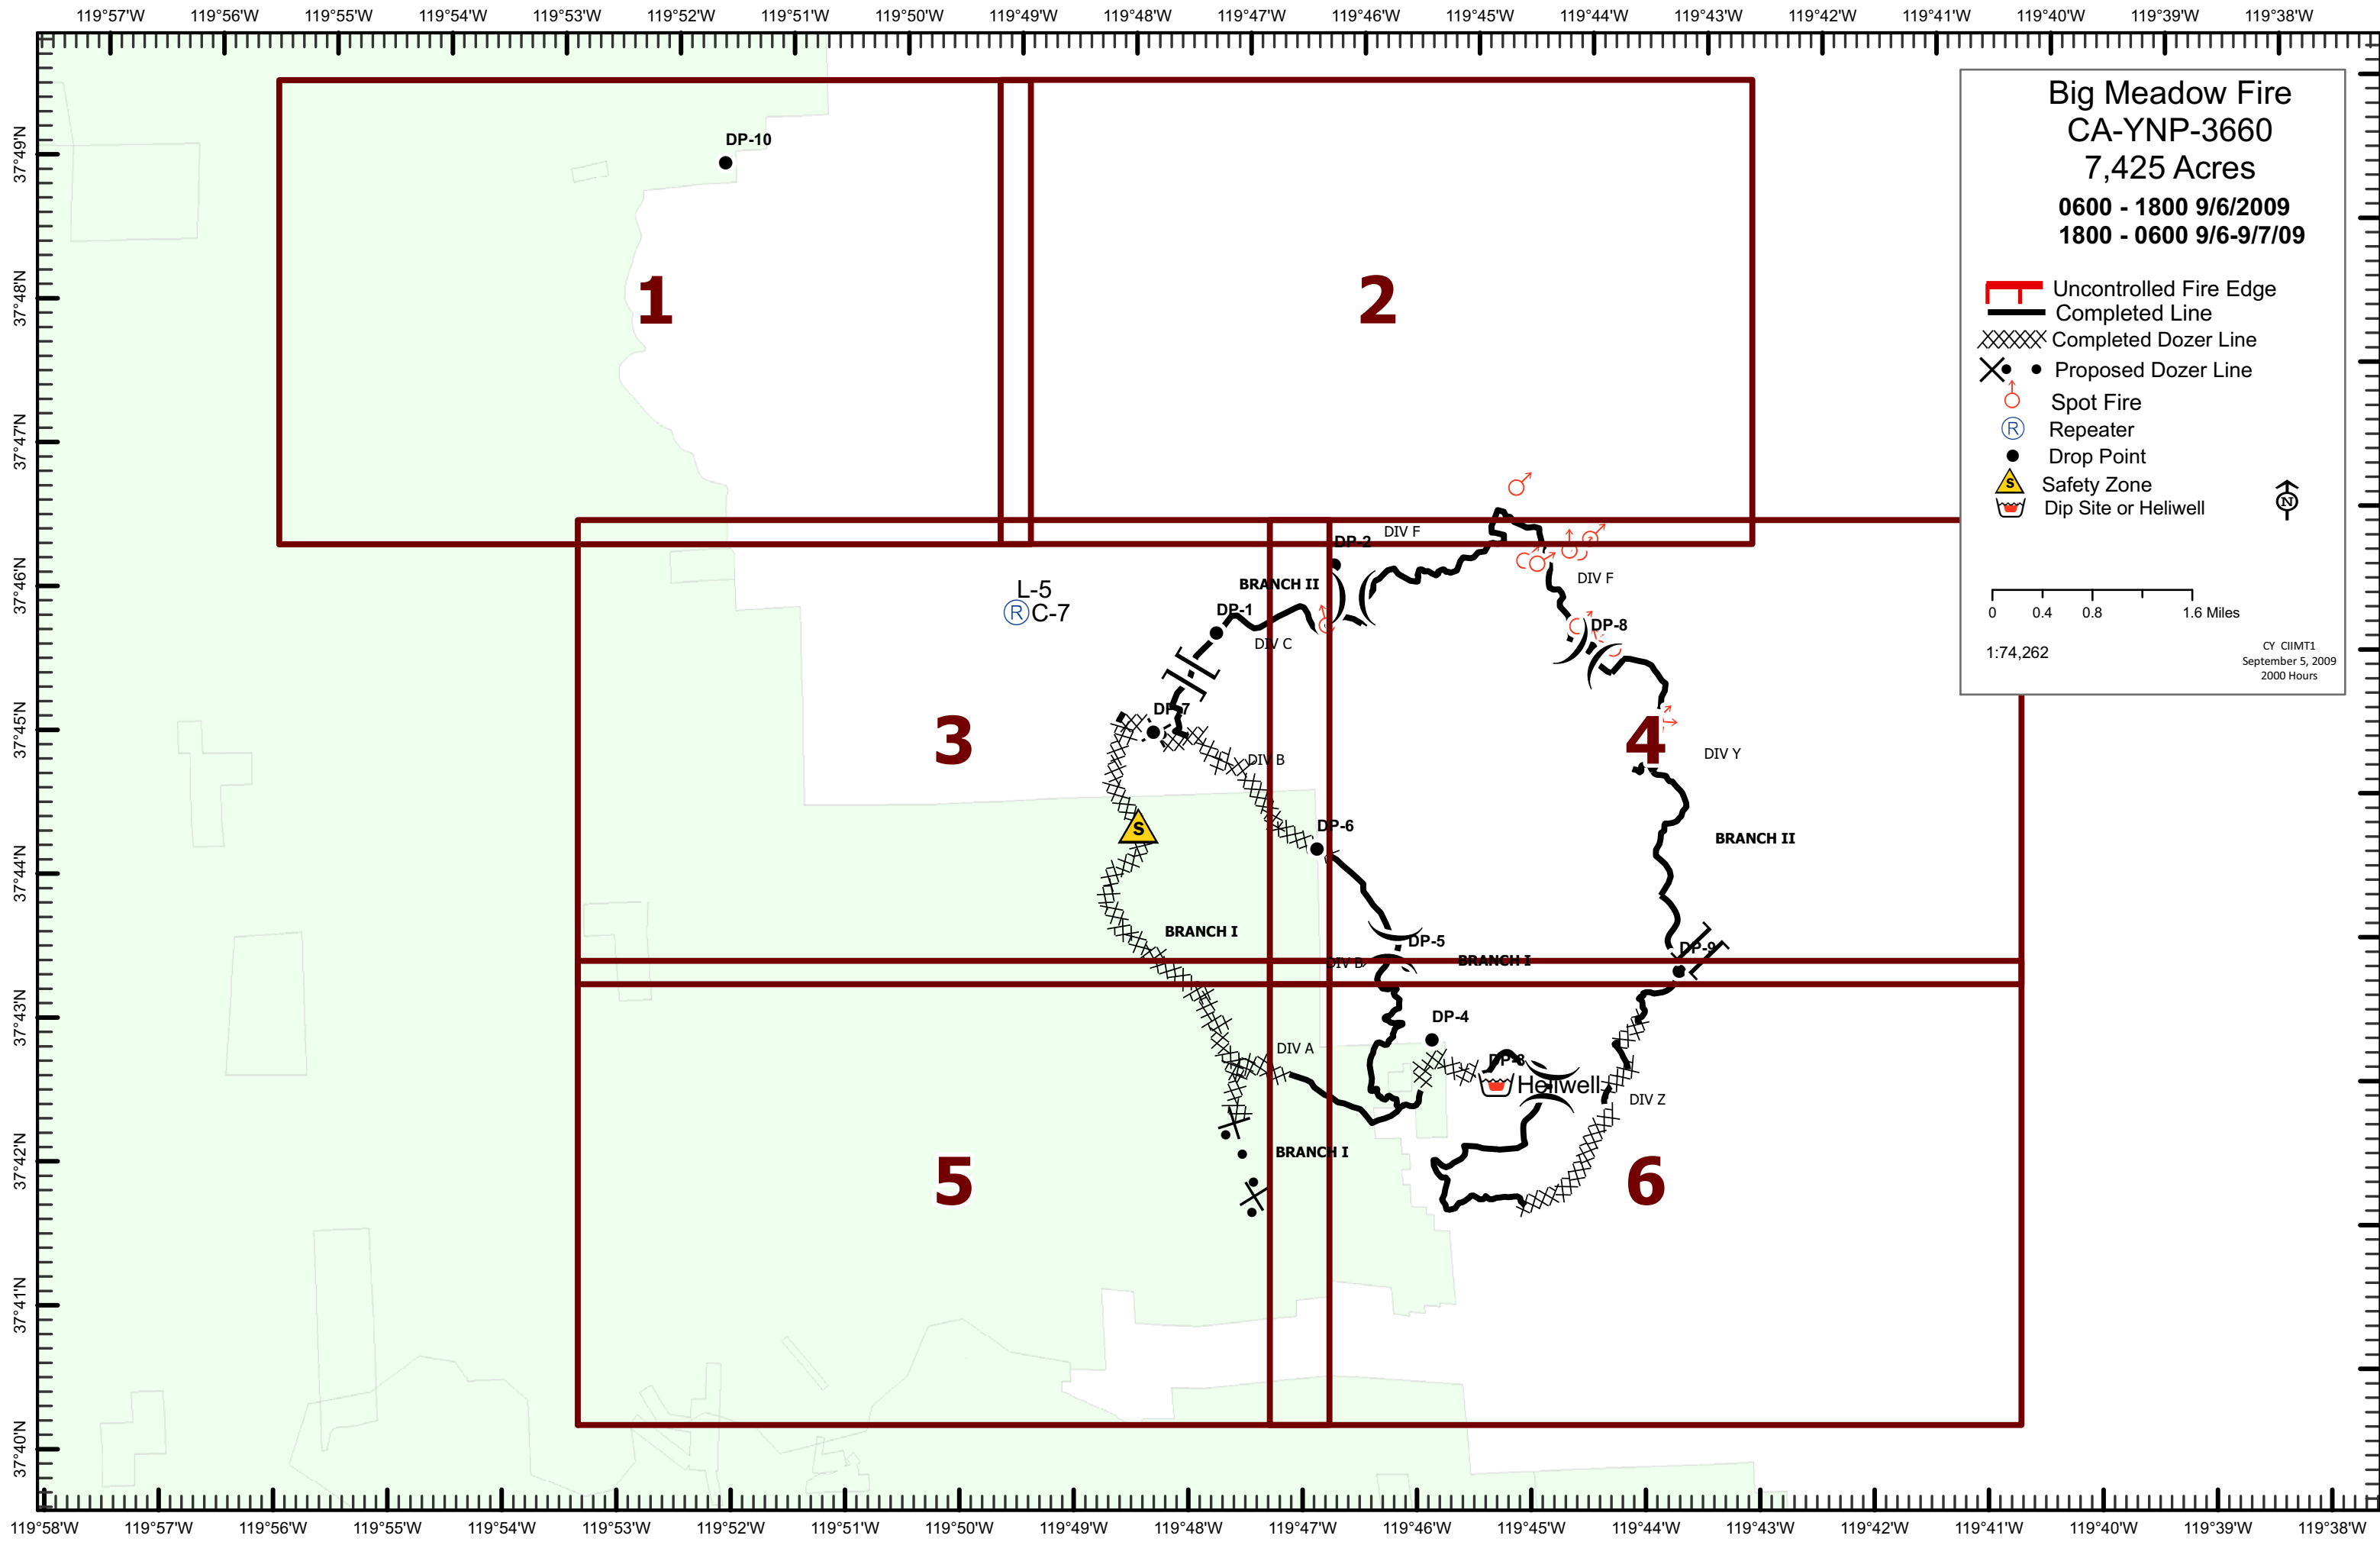 119°57'W 119°56'W 119°55'W 119°54'W 119°53'W 119°52'W 119°51'W 119°50'W 119°49'W 119°48'W 119°47'W 119°46'W 119°45'W 119°44'W 119°43'W 119°42'W 119°41'W 119°40'W 119°39'W 119°38'W
Big Meadow Fire
CA-YNP-3660
7,425 Acres
0600 - 1800 9/6/2009
1800 - 0600 9/6-9/7/09
Uncontrolled Fire Edge
Completed Line
Completed Dozer Line
Proposed Dozer Line
Spot Fire
R Repeater
Drop Point
S Safety Zone
Dip Site or Heliwell
N
0 0.4 0.8 1.6 Miles
1:74,262
CY CIIMT1
September 5, 2009
2000 Hours
37°49'N
37°48'N
37°47'N
37°46'N
37°45'N
37°44'N
37°43'N
37°42'N
37°41'N
37°40'N
DP-10
1
2
DIV F
DP-2
DIV F
BRANCH II
L-5
R C-7
DP-1
DP-8
DIV C
DP-7
3
4
DIV B
DIV Y
S
DP-6
BRANCH II
BRANCH I
DP-5
DP-9
DIV B
BRANCH I
DP-4
DIV A
DP-3
Heliwell
DIV Z
BRANCH I
5
6
119°58'W 119°57'W 119°56'W 119°55'W 119°54'W 119°53'W 119°52'W 119°51'W 119°50'W 119°49'W 119°48'W 119°47'W 119°46'W 119°45'W 119°44'W 119°43'W 119°42'W 119°41'W 119°40'W 119°39'W 119°38'W